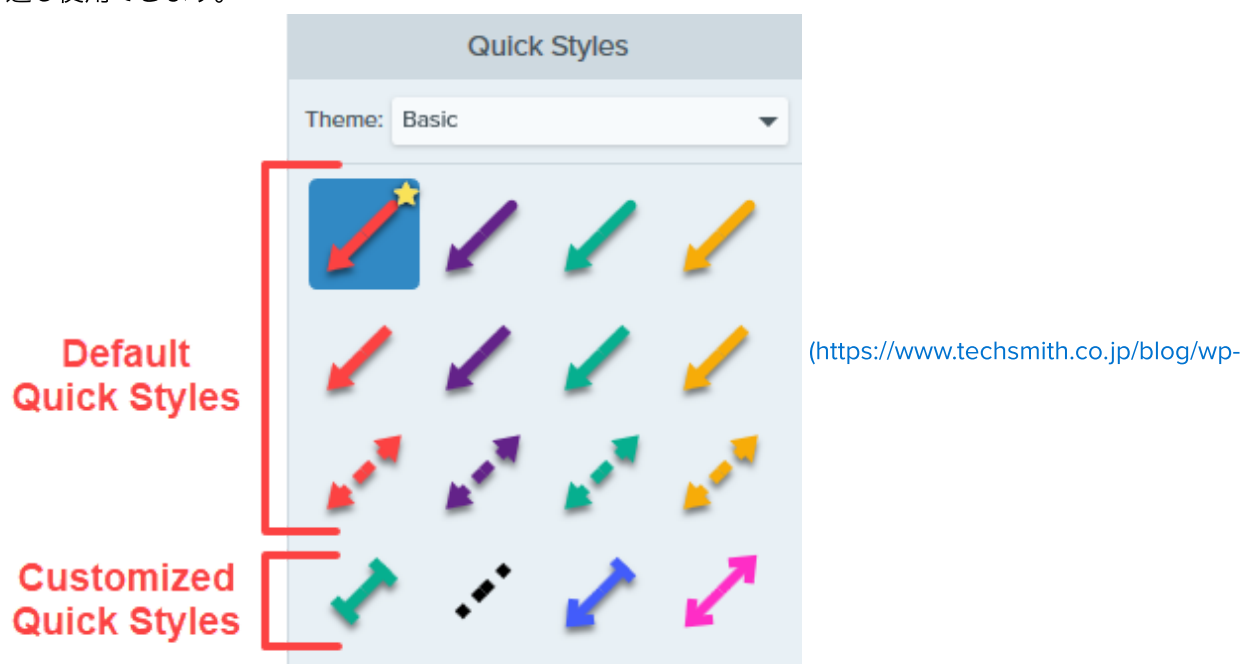 Quick Styles
Theme: Basic
Default
Quick Styles
(https://www.techsmith.co.jp/blog/wp-
Customized
Quick Styles